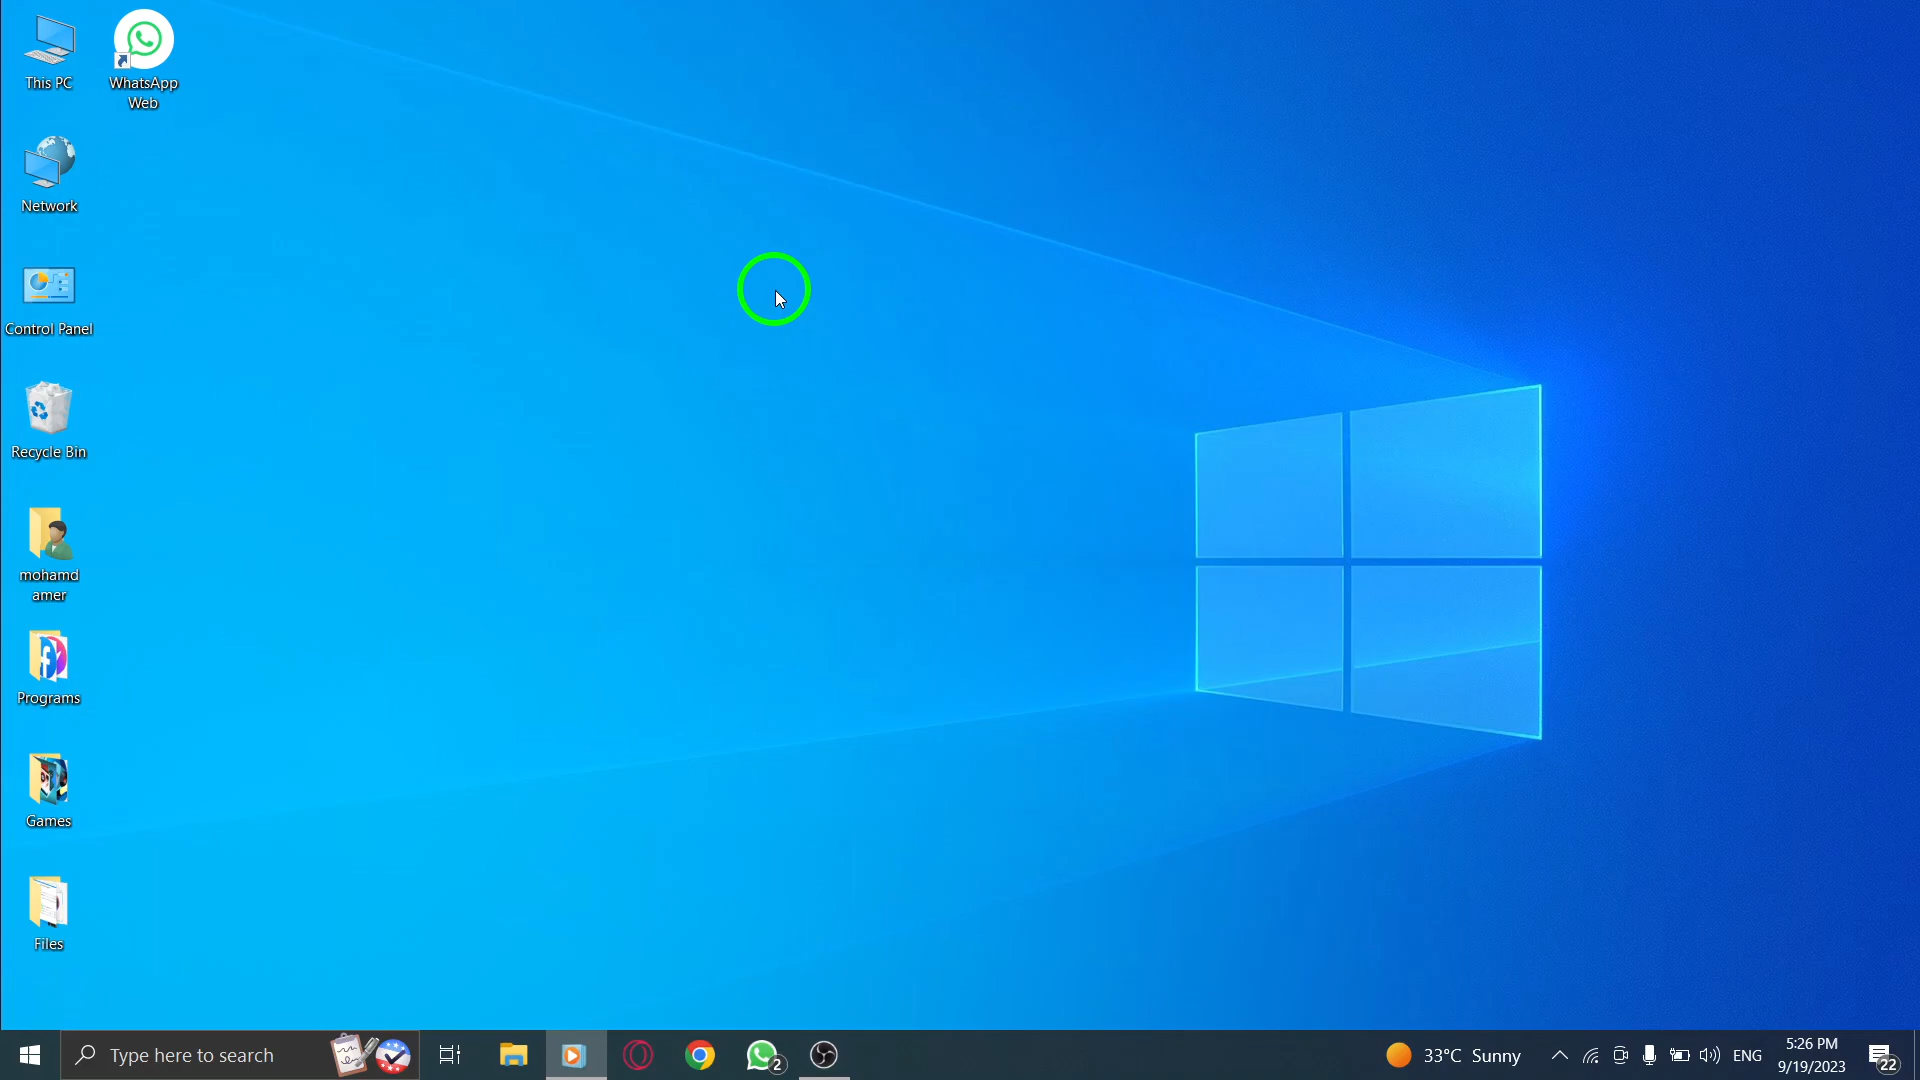 This PC
WhatsApp
Web
Network
Control Panel
Recycle Bin
mohamd
amer
Programs
Games
Files
Type here to search
2
33°C Sunny
ENG
5:26 PM
9/19/2023
22